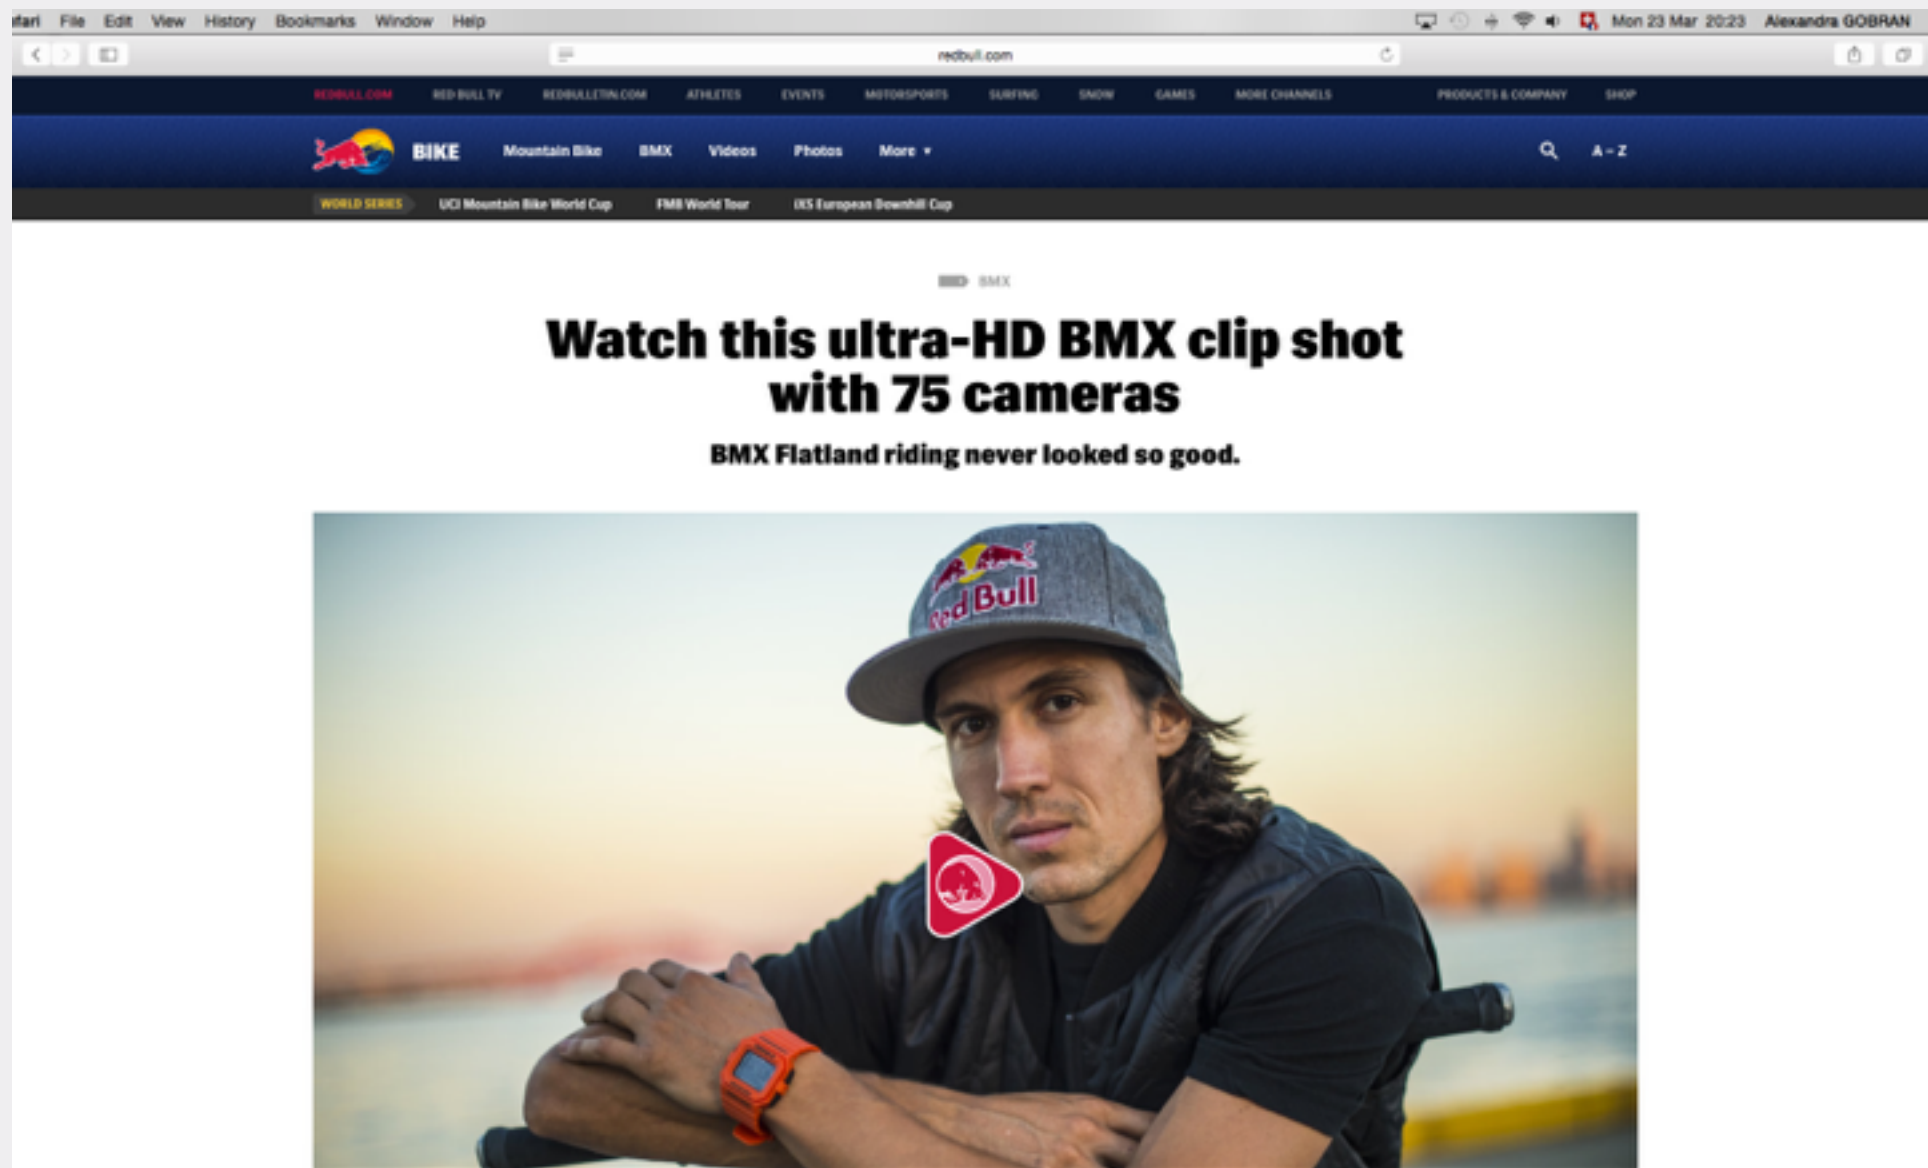 fari File Edit View History Bookmarks Window Help Mon 23 Mar 20:23 Alexandra GOBRAN
redbull.com
REDBULL.COM RED BULL TV REDBULLETIN.COM ATHLETES EVENTS MOTORSPORTS SURFING SNOW GAMES MORE CHANNELS PRODUCTS & COMPANY SHOP
BIKE Mountain Bike BMX Videos Photos More A – Z
WORLD SERIES UCI Mountain Bike World Cup FMB World Tour iXS European Downhill Cup
BMX
Watch this ultra-HD BMX clip shot
with 75 cameras
BMX Flatland riding never looked so good.
Red Bull